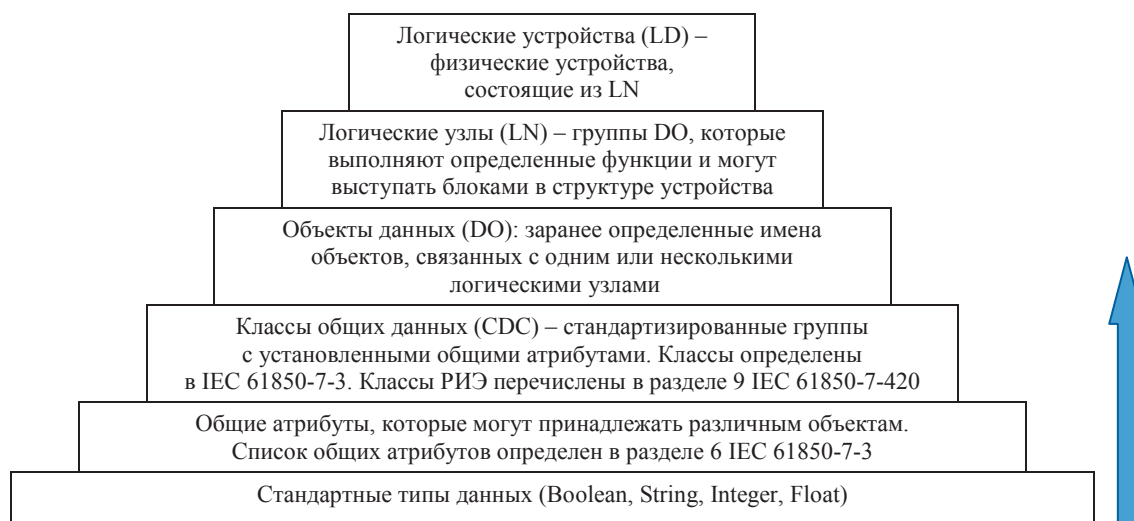 Логические устройства (LD) –
физические устройства,
состоящие из LN
Логические узлы (LN) – группы DO, которые
выполняют определенные функции и могут
выступать блоками в структуре устройства
Объекты данных (DO): заранее определенные имена
объектов, связанных с одним или несколькими
логическими узлами
Классы общих данных (CDC) – стандартизированные группы
с установленными общими атрибутами. Классы определены
в IEC 61850-7-3. Классы РИЭ перечислены в разделе 9 IEC 61850-7-420
Общие атрибуты, которые могут принадлежать различным объектам.
Список общих атрибутов определен в разделе 6 IEC 61850-7-3
Стандартные типы данных (Boolean, String, Integer, Float)